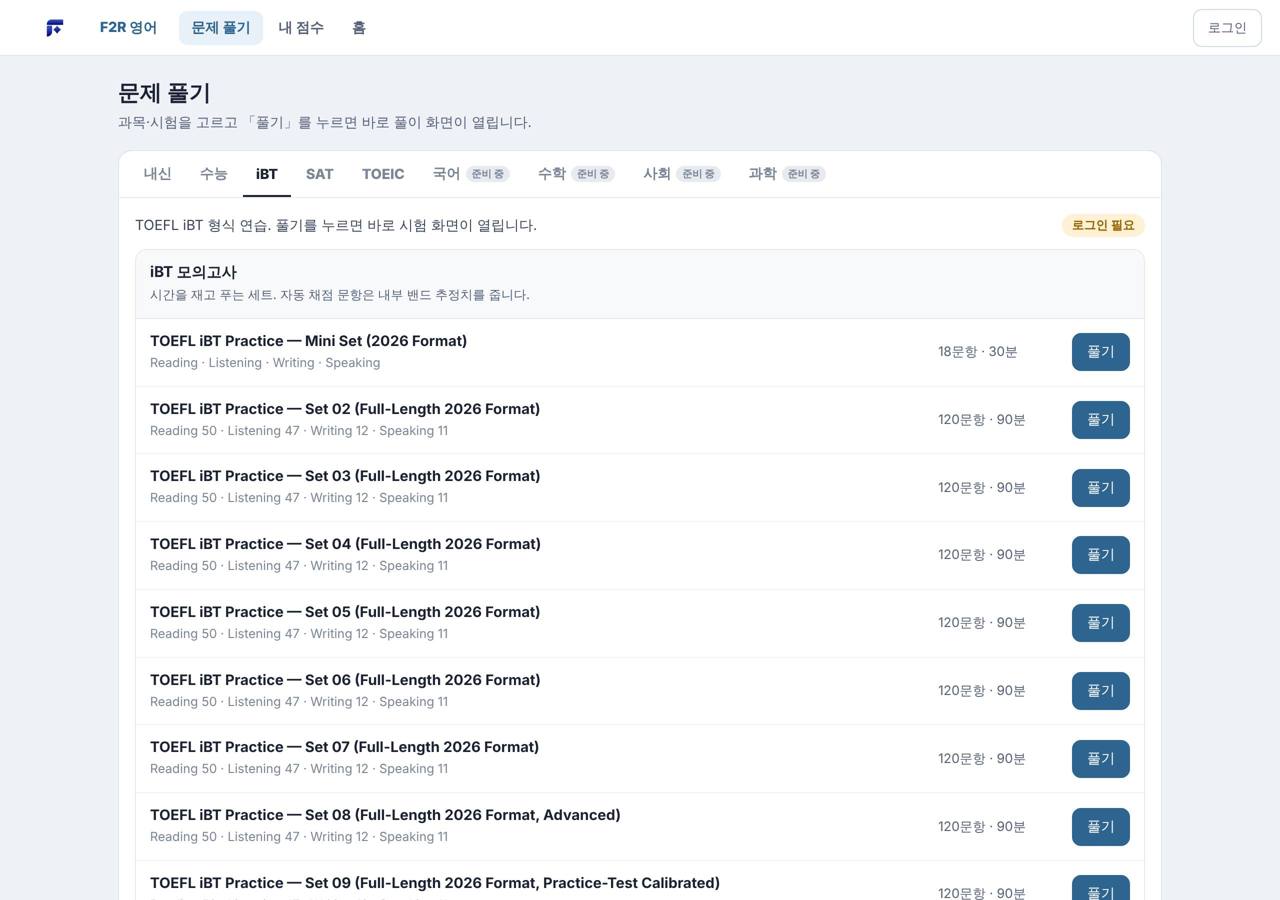 F2R 영어
문제 풀기
내 점수
홈
로그인
문제 풀기
과목·시험을 고르고 「풀기」를 누르면 바로 풀이 화면이 열립니다.
내신
수능
iBT
SAT
TOEIC
국어 준비 중
수학 준비 중
사회 준비 중
과학 준비 중
TOEFL iBT 형식 연습. 풀기를 누르면 바로 시험 화면이 열립니다.
로그인 필요
iBT 모의고사
시간을 재고 푸는 세트. 자동 채점 문항은 내부 밴드 추정치를 줍니다.
TOEFL iBT Practice — Mini Set (2026 Format)
Reading · Listening · Writing · Speaking
18문항 · 30분
풀기
TOEFL iBT Practice — Set 02 (Full-Length 2026 Format)
Reading 50 · Listening 47 · Writing 12 · Speaking 11
120문항 · 90분
풀기
TOEFL iBT Practice — Set 03 (Full-Length 2026 Format)
Reading 50 · Listening 47 · Writing 12 · Speaking 11
120문항 · 90분
풀기
TOEFL iBT Practice — Set 04 (Full-Length 2026 Format)
Reading 50 · Listening 47 · Writing 12 · Speaking 11
120문항 · 90분
풀기
TOEFL iBT Practice — Set 05 (Full-Length 2026 Format)
Reading 50 · Listening 47 · Writing 12 · Speaking 11
120문항 · 90분
풀기
TOEFL iBT Practice — Set 06 (Full-Length 2026 Format)
Reading 50 · Listening 47 · Writing 12 · Speaking 11
120문항 · 90분
풀기
TOEFL iBT Practice — Set 07 (Full-Length 2026 Format)
Reading 50 · Listening 47 · Writing 12 · Speaking 11
120문항 · 90분
풀기
TOEFL iBT Practice — Set 08 (Full-Length 2026 Format, Advanced)
Reading 50 · Listening 47 · Writing 12 · Speaking 11
120문항 · 90분
풀기
TOEFL iBT Practice — Set 09 (Full-Length 2026 Format, Practice-Test Calibrated)
120문항 · 90분
풀기